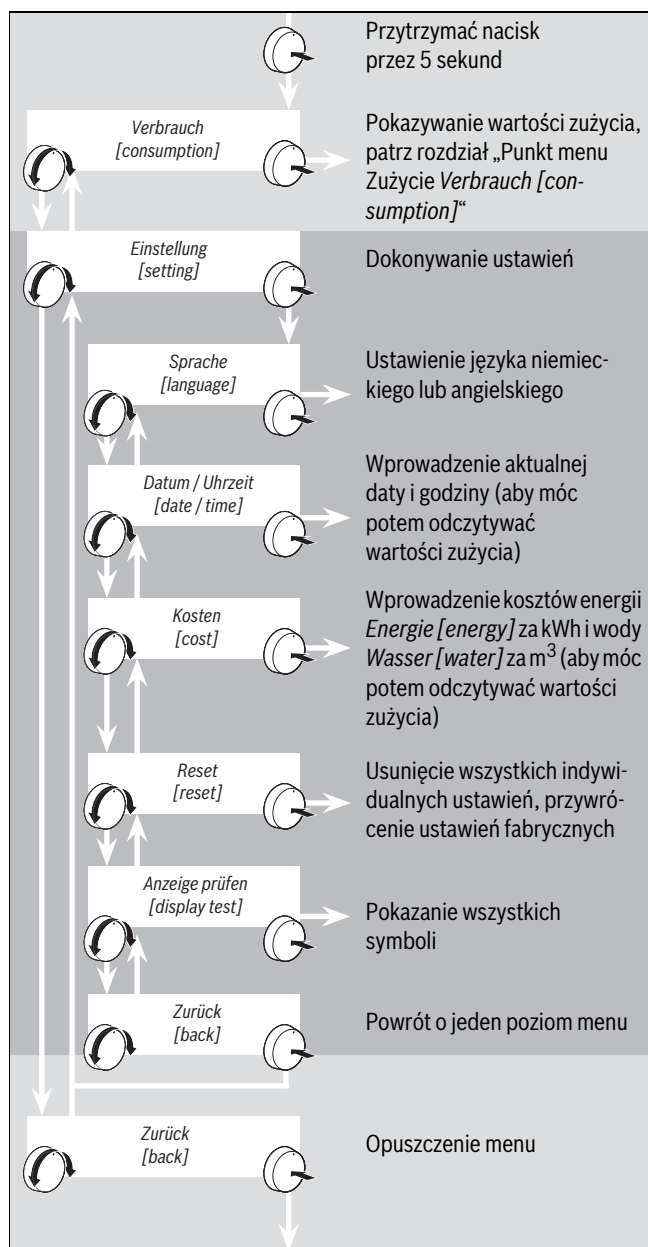 Przytrzymać nacisk
przez 5 sekund
Verbrauch
[consumption]
Pokazywanie wartości zużycia,
patrz rozdział „Punkt menu
Zużycie Verbrauch [con-
sumption]“
Einstellung
[setting]
Dokonywanie ustawień
Sprache
[language]
Ustawienie języka niemiec-
kiego lub angielskiego
Datum / Uhrzeit
[date / time]
Wprowadzenie aktualnej
daty i godziny (aby móc
potem odczytywać
wartości zużycia)
Kosten
[cost]
Wprowadzenie kosztów energii
Energie [energy] za kWh i wody
Wasser [water] za m³ (aby móc
potem odczytywać wartości
zużycia)
Reset
[reset]
Usunięcie wszystkich indywi-
dualnych ustawień, przywró-
cenie ustawień fabrycznych
Anzeige prüfen
[display test]
Pokazanie wszystkich
symboli
Zurück
[back]
Powrót o jeden poziom menu
Zurück
[back]
Opuszczenie menu